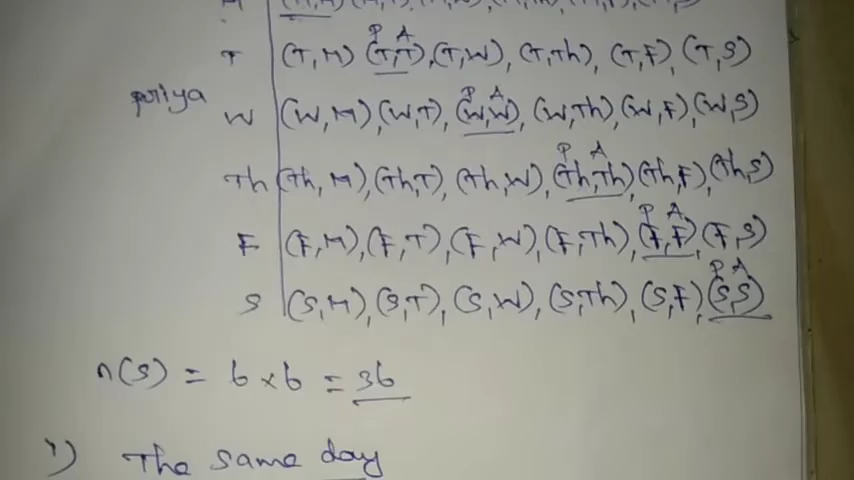 P A
T (T,M) (T,T), (T,W), (T,Th), (T,F), (T,S)
Priya
P A
W (W,M), (W,T), (W,W), (W,Th), (W,F), (W,S)
P A
Th (Th,M), (Th,T), (Th,W), (Th,Th), (Th,F), (Th,S)
P A
F (F,M), (F,T), (F,W), (F,Th), (F,F), (F,S)
P A
S (S,M), (S,T), (S,W), (S,Th), (S,F), (S,S)
n(S) = 6 × 6 = 36
1) The same day